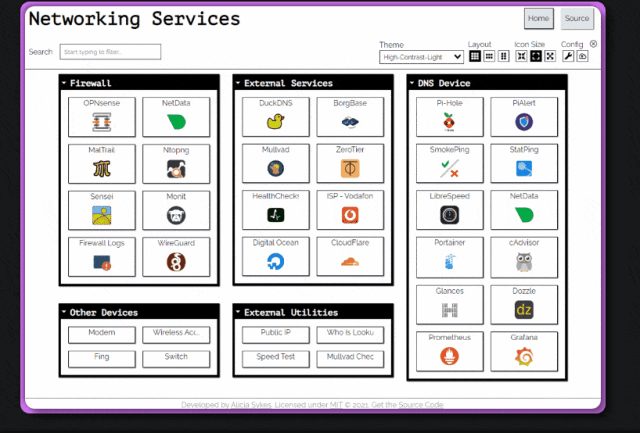 Networking Services
Home
Source
Search
Start typing to filter...
Theme
High-Contrast-Light
Layout
Icon Size
Config
Firewall
OPNsense
NetData
MalTrail
Ntopng
Sensei
Monit
Firewall Logs
WireGuard
External Services
DuckDNS
BorgBase
Mullvad
ZeroTier
HealthCheckr
ISP - Vodafon
Digital Ocean
CloudFlare
DNS Device
Pi-Hole
PiAlert
SmokePing
StatPing
LibreSpeed
NetData
Portainer
cAdvisor
Glances
Dozzle
dz
Prometheus
Grafana
Other Devices
Modem
Wireless Acc...
Fing
Switch
External Utilities
Public IP
Who Is Looku
Speed Test
Mullvad Chec
Developed by Alicia Sykes. Licensed under MIT © 2021. Get the Source Code.